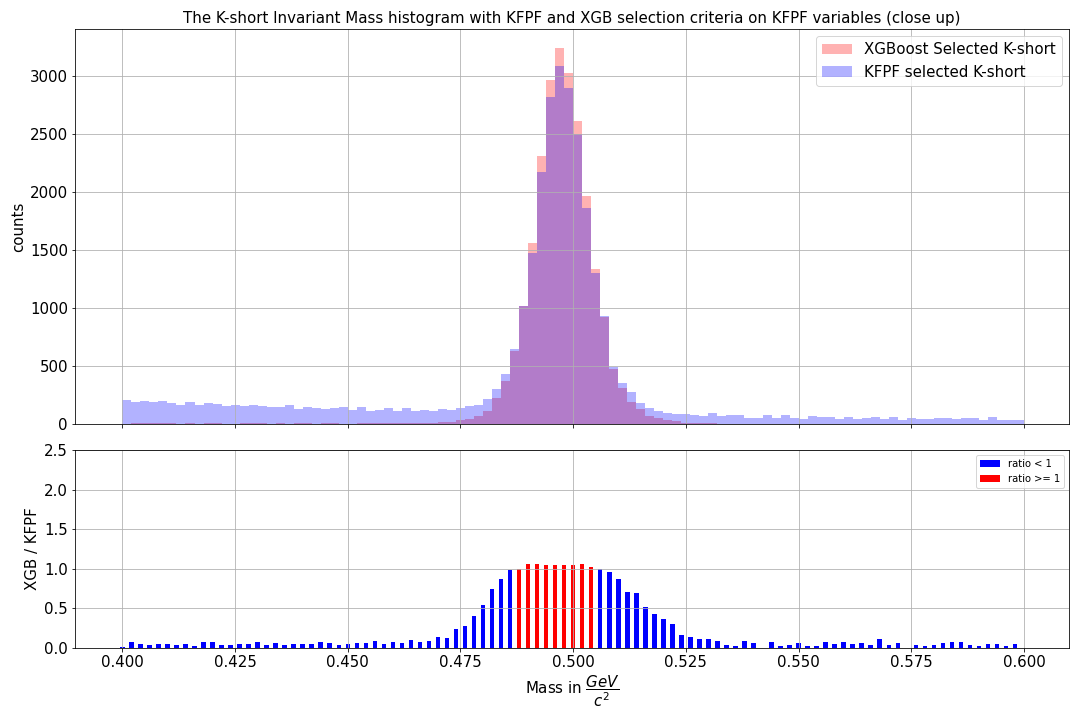 The K-short Invariant Mass histogram with KFPF and XGB selection criteria on KFPF variables (close up)
XGBoost Selected K-short
KFPF selected K-short
3000
2500
2000
1500
1000
500
0
counts
ratio < 1
ratio >= 1
2.5
2.0
1.5
1.0
0.5
0.0
XGB / KFPF
0.400 0.425 0.450 0.475 0.500 0.525 0.550 0.575 0.600
Mass in GeV/c²